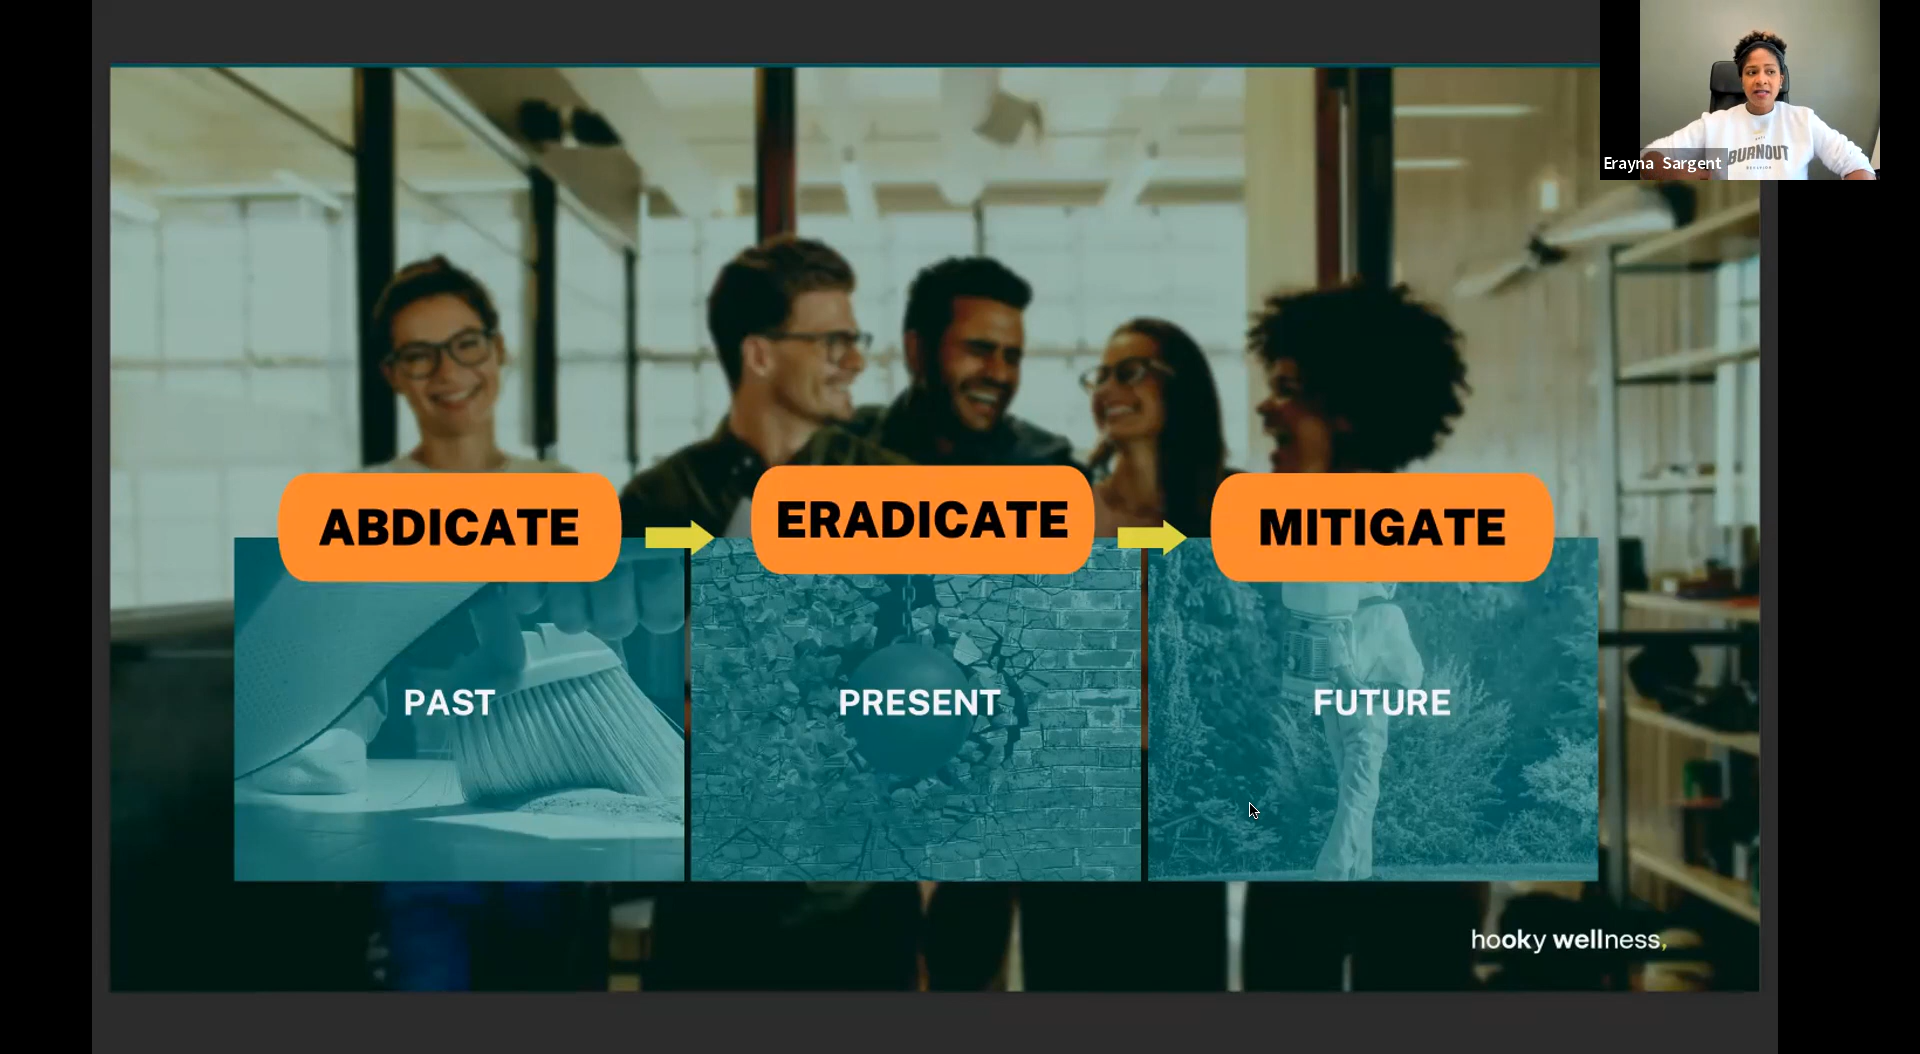 Erayna Sargent
BURNOUT
ABDICATE
ERADICATE
MITIGATE
PAST
PRESENT
FUTURE
hooky wellness,